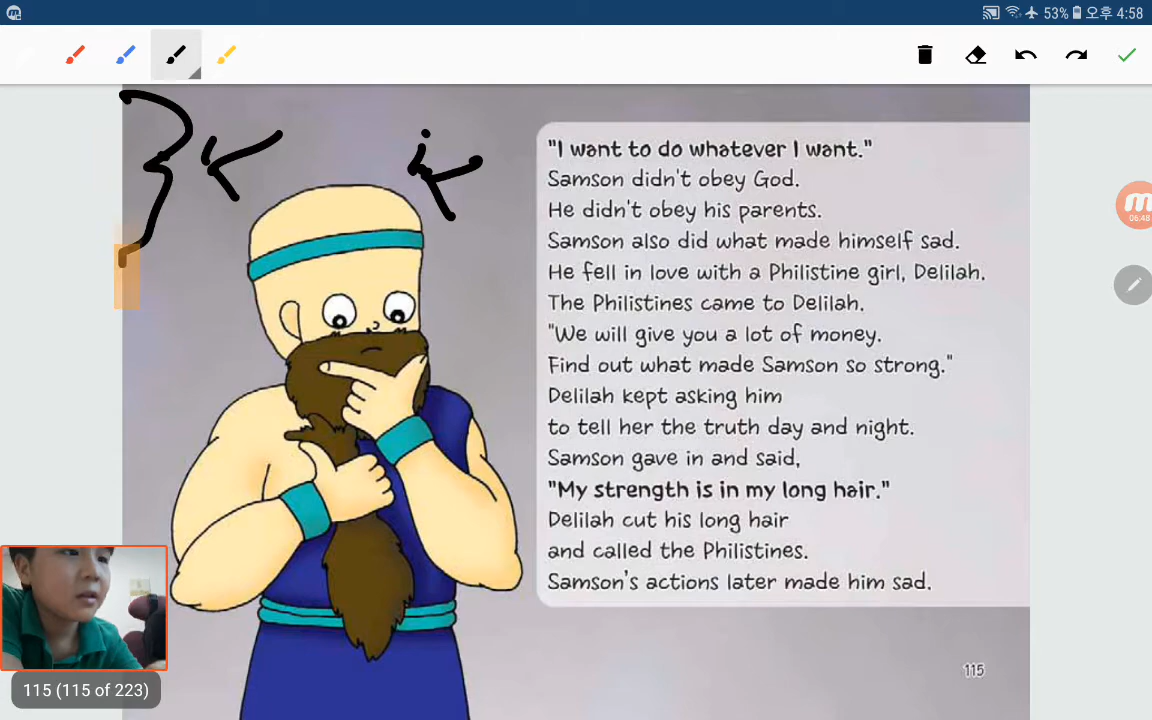 53% 오후 4:58
"I want to do whatever I want."
Samson didn't obey God.
He didn't obey his parents.
Samson also did what made himself sad.
He fell in love with a Philistine girl, Delilah.
The Philistines came to Delilah.
"We will give you a lot of money.
Find out what made Samson so strong."
Delilah kept asking him
to tell her the truth day and night.
Samson gave in and said,
"My strength is in my long hair."
Delilah cut his long hair
and called the Philistines.
Samson's actions later made him sad.
115
06:48
115 (115 of 223)